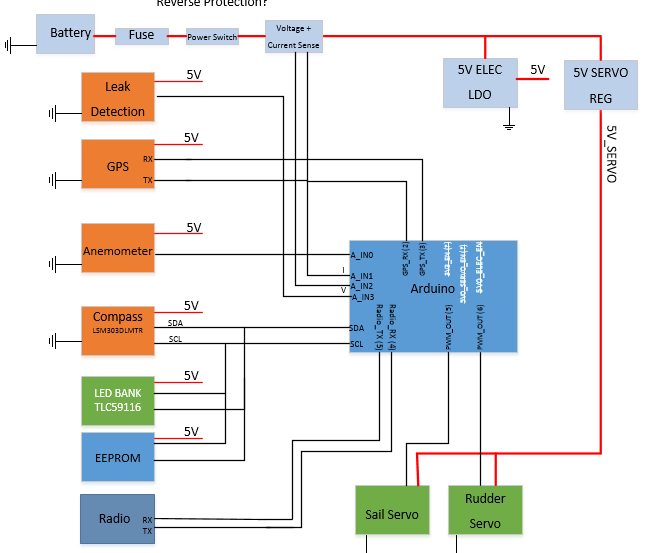 Reverse Protection?
Battery
Fuse
Power Switch
Voltage +
Current Sense
5V ELEC
LDO
5V
5V SERVO
REG
5V_SERVO
Leak
Detection
5V
GPS
RX
TX
5V
Anemometer
5V
Compass
LSM303DLMTR
5V
SDA
SCL
LED BANK
TLC59116
5V
EEPROM
5V
Radio
RX
TX
Arduino
A_IN0
I
A_IN1
A_IN2
V
A_IN3
SDA
SCL
GPS_RX(2)
GPS_TX(3)
5V0_SERVO_EN(?)
5V0_ELEC_EN
Radio_TX (5)
Radio_RX (4)
PWM_OUT(5)
PWM_OUT(6)
Sail Servo
Rudder
Servo